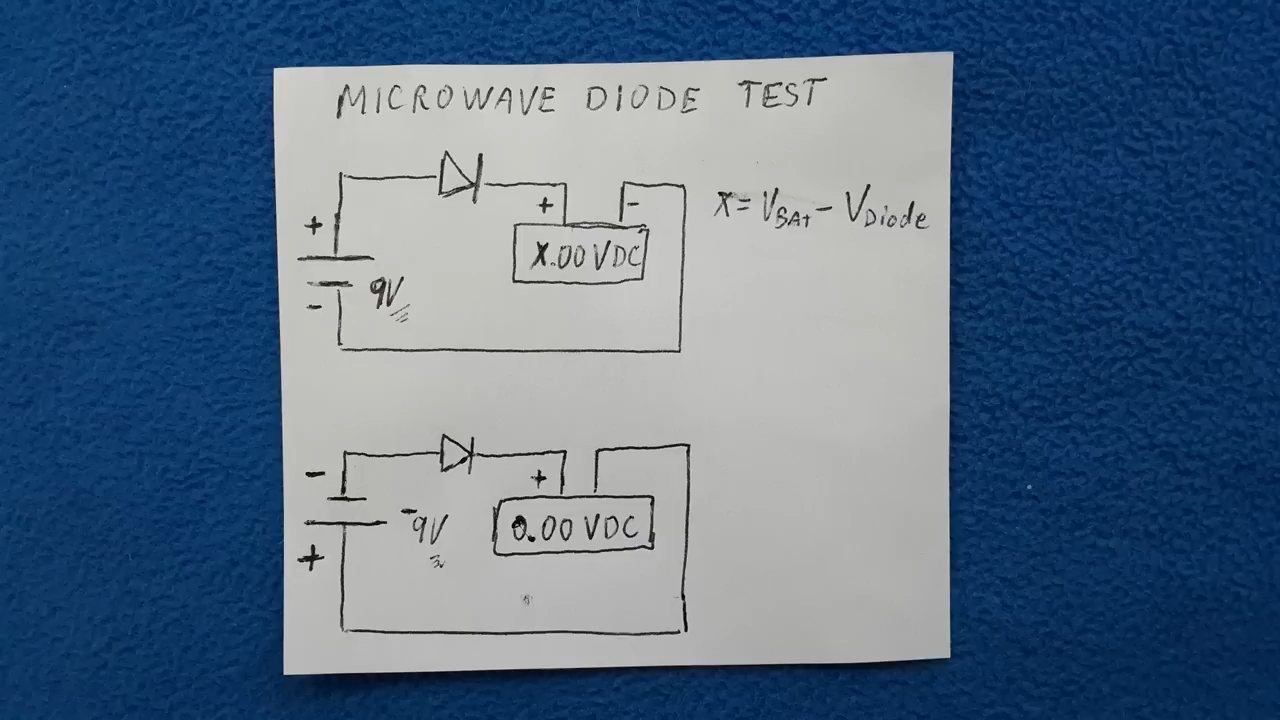 MICROWAVE DIODE TEST
+ -
X = VBAt - VDiode
+
X.00 VDC
9V
-
-
+
-9V
0.00 VDC
+